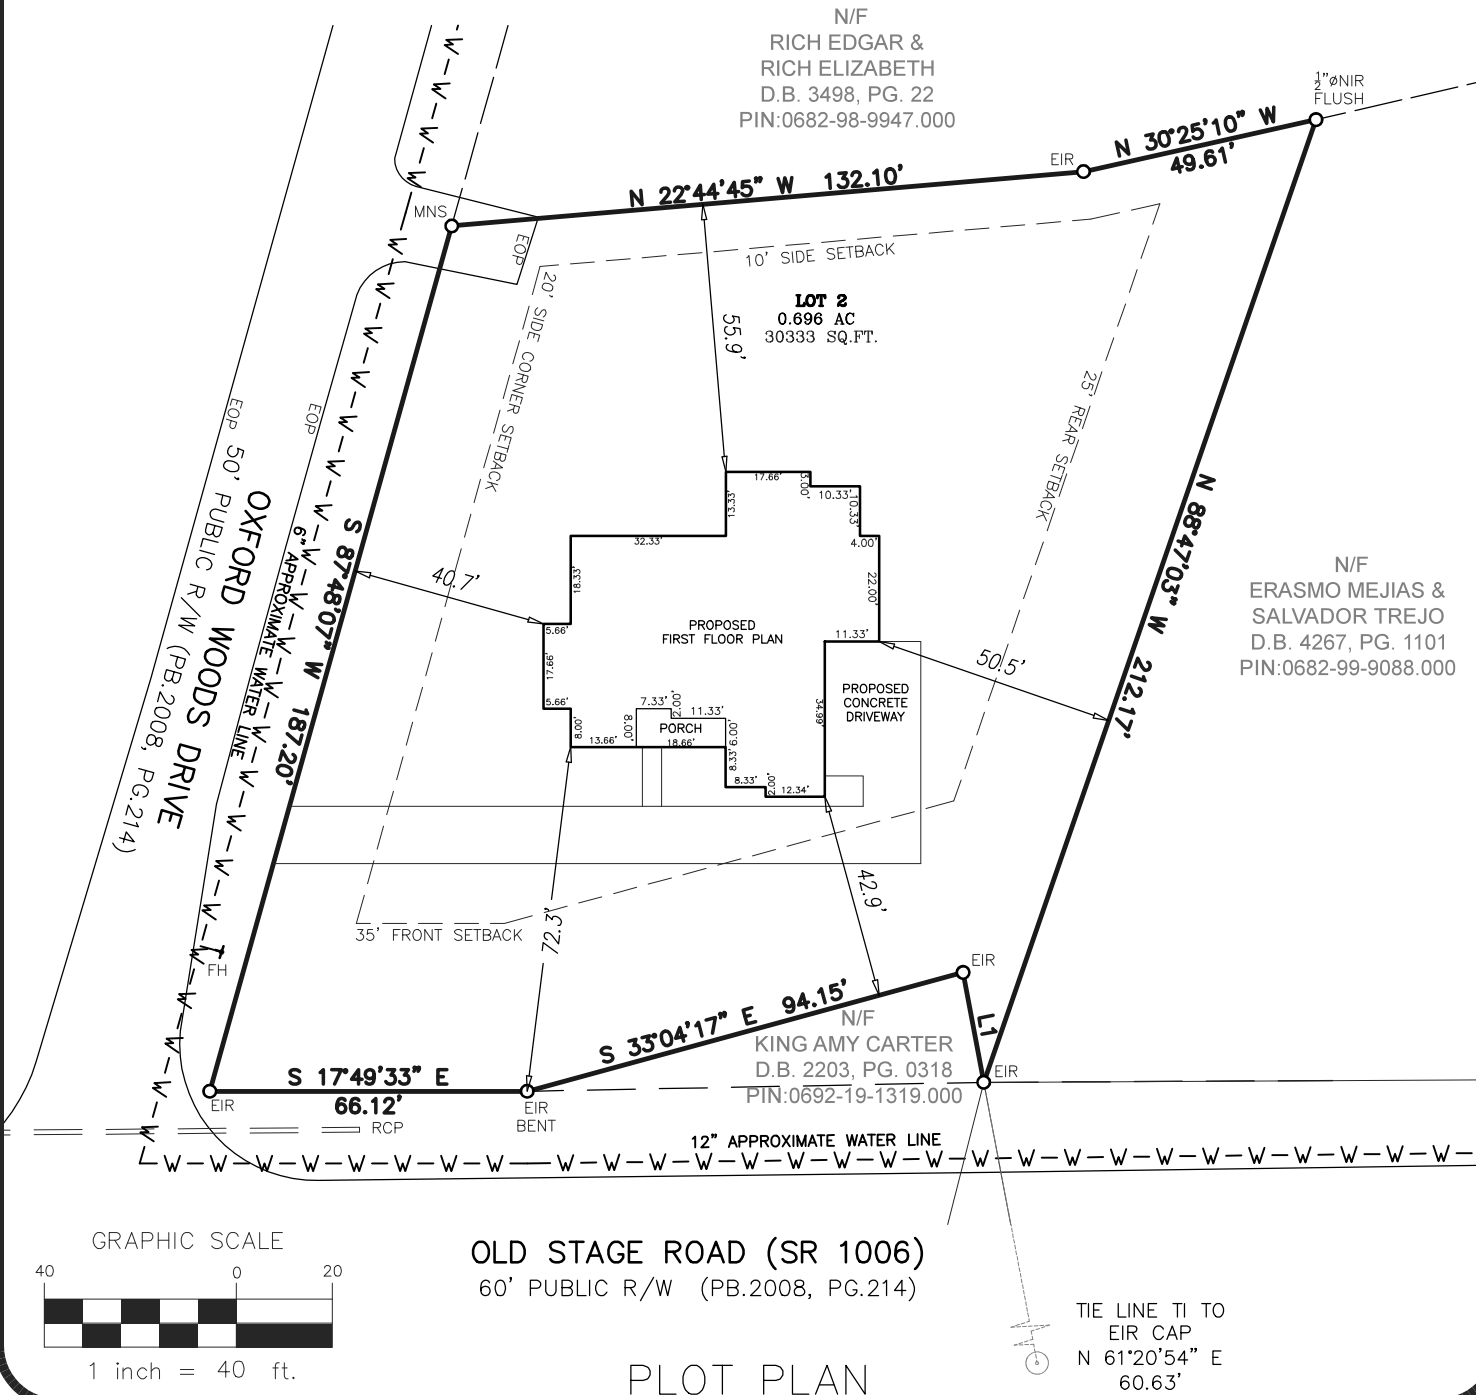 N/F
RICH EDGAR &
RICH ELIZABETH
D.B. 3498, PG. 22
PIN:0682-98-9947.000
½"øNIR
FLUSH
N 30°25'10" W
49.61'
EIR
N 22°44'45" W 132.10'
MNS
EOP
10' SIDE SETBACK
20' SIDE CORNER SETBACK
LOT 2
0.696 AC
30333 SQ.FT.
55.9'
25' REAR SETBACK
EOP
EOP
50' PUBLIC R/W (PB.2008, PG.214)
OXFORD WOODS DRIVE
6" APPROXIMATE WATER LINE
S 87°48'07" W 187.20'
40.7'
17.66'
3.00'
10.33'
10.33'
13.33'
4.00'
32.33'
18.33'
22.00'
5.66'
PROPOSED
FIRST FLOOR PLAN
11.33'
17.66'
5.66'
8.00'
7.33'
2.00'
11.33'
8.00'
PORCH
6.00'
13.66'
18.66'
34.99'
8.33'
8.33'
2.00'
12.34'
PROPOSED
CONCRETE
DRIVEWAY
50.5'
N 88°47'03" W 212.17'
N/F
ERASMO MEJIAS &
SALVADOR TREJO
D.B. 4267, PG. 1101
PIN:0682-99-9088.000
35' FRONT SETBACK
72.3'
42.9'
FH
EIR
L1
S 33°04'17" E 94.15'
N/F
KING AMY CARTER
D.B. 2203, PG. 0318
PIN:0692-19-1319.000
EIR
S 17°49'33" E
66.12'
EIR
EIR
BENT
RCP
12" APPROXIMATE WATER LINE
W W W W W W W W W W W W W W W W W W W W W W W W W W W W W
GRAPHIC SCALE
40 0 20
1 inch = 40 ft.
OLD STAGE ROAD (SR 1006)
60' PUBLIC R/W (PB.2008, PG.214)
TIE LINE TI TO
EIR CAP
N 61°20'54" E
60.63'
PLOT PLAN